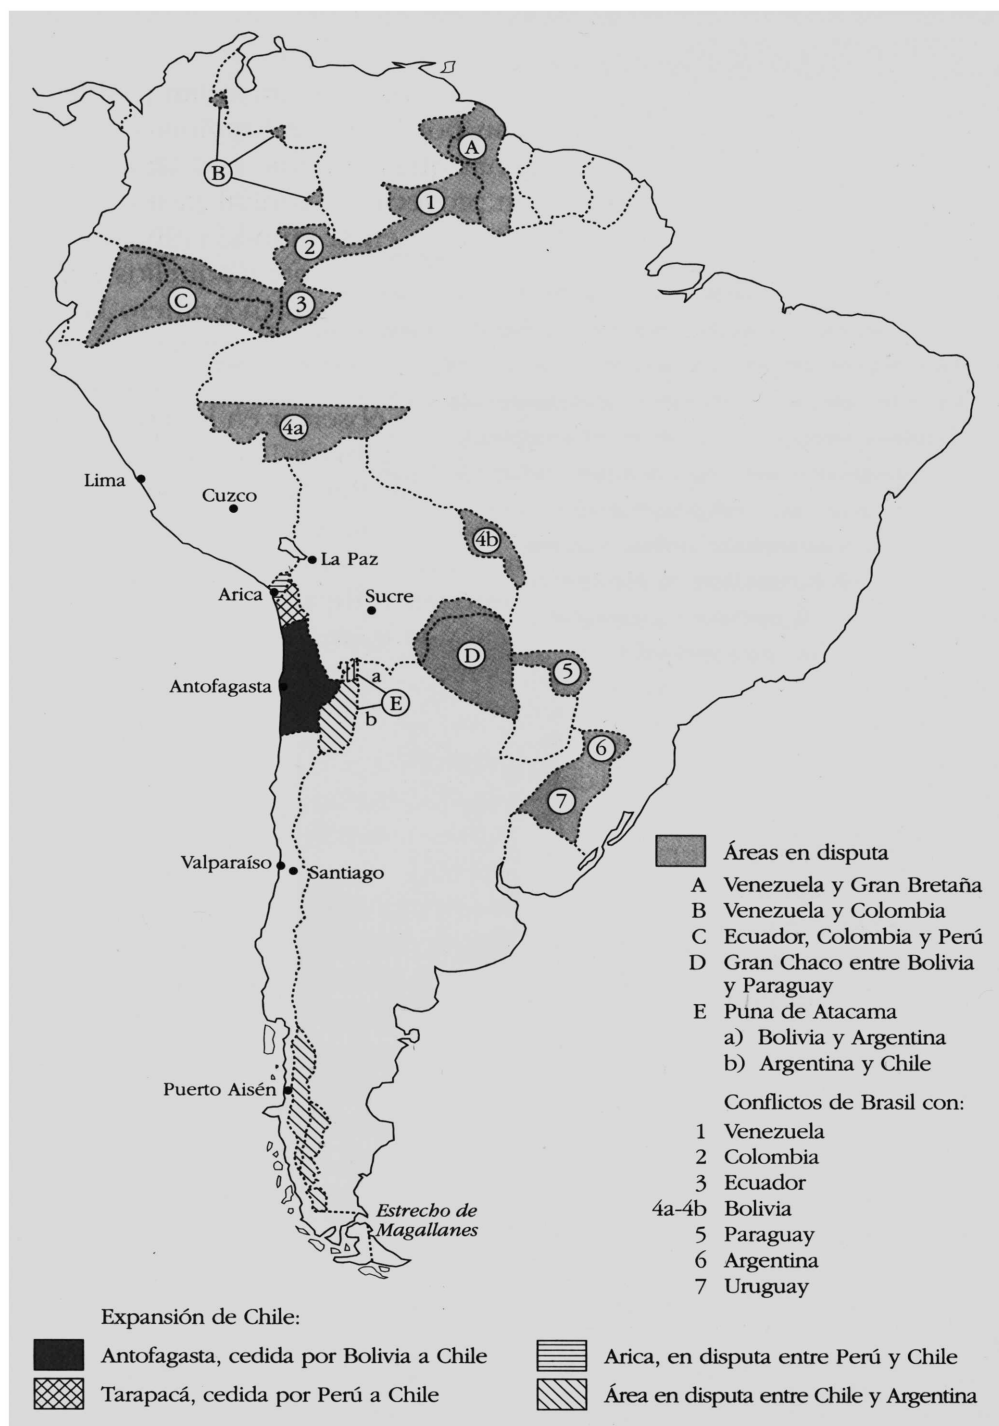 A
B
1
2
C
3
4a
Lima
Cuzco
4b
La Paz
Arica
Sucre
D
5
Antofagasta
a
E
b
6
7
Valparaíso
Santiago
Puerto Aisén
Estrecho de
Magallanes
Áreas en disputa
A Venezuela y Gran Bretaña
B Venezuela y Colombia
C Ecuador, Colombia y Perú
D Gran Chaco entre Bolivia
y Paraguay
E Puna de Atacama
a) Bolivia y Argentina
b) Argentina y Chile
Conflictos de Brasil con:
1 Venezuela
2 Colombia
3 Ecuador
4a-4b Bolivia
5 Paraguay
6 Argentina
7 Uruguay
Expansión de Chile:
Antofagasta, cedida por Bolivia a Chile
Tarapacá, cedida por Perú a Chile
Arica, en disputa entre Perú y Chile
Área en disputa entre Chile y Argentina